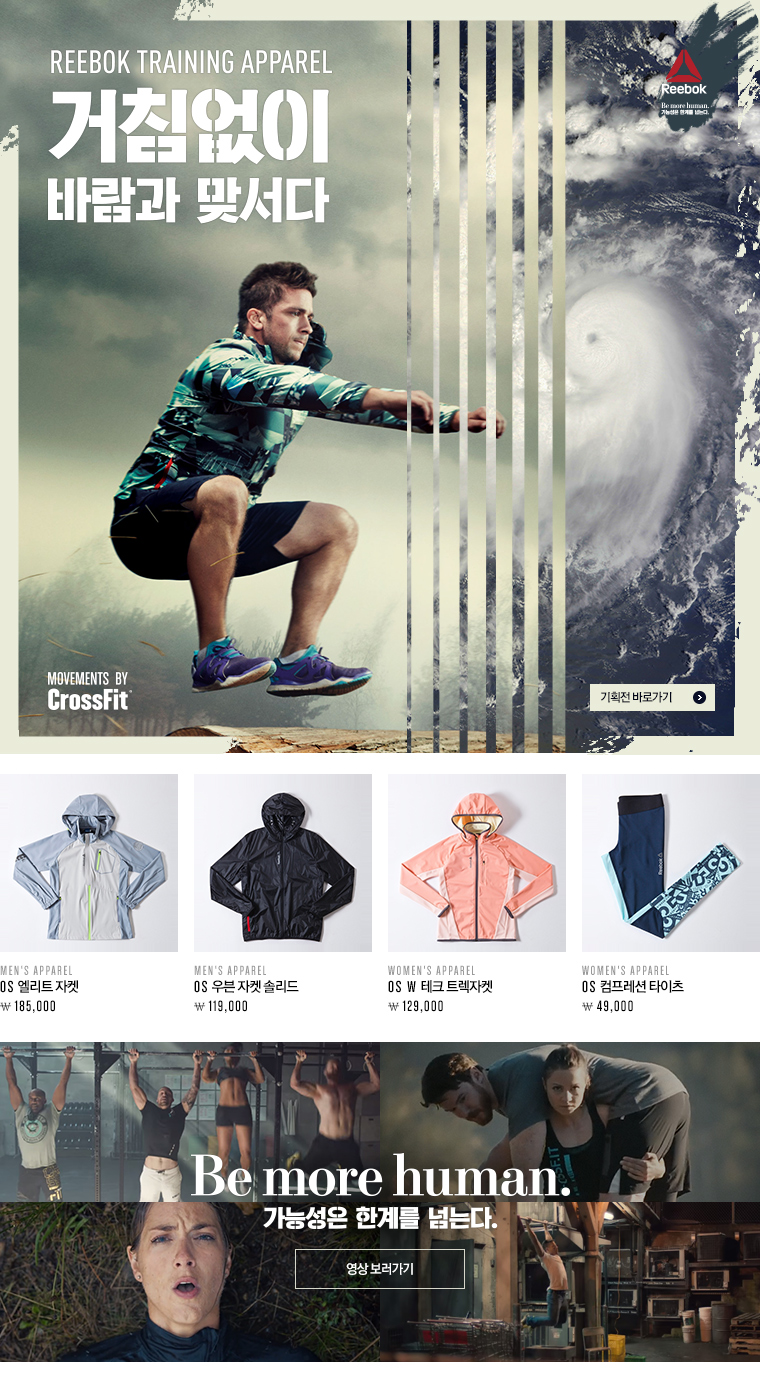 REEBOK TRAINING APPAREL
거침없이
바람과 맞서다
Reebok
Be more human.
가능성은 한계를 넘는다.
MOVEMENTS BY
CrossFit
기획전 바로가기
Reebok
MEN'S APPAREL
OS 엘리트 자켓
₩ 185,000
MEN'S APPAREL
OS 우븐 자켓 솔리드
₩ 119,000
WOMEN'S APPAREL
OS W 테크 트렉자켓
₩ 129,000
WOMEN'S APPAREL
OS 컴프레션 타이츠
₩ 49,000
Be more human.
가능성은 한계를 넘는다.
영상 보러가기